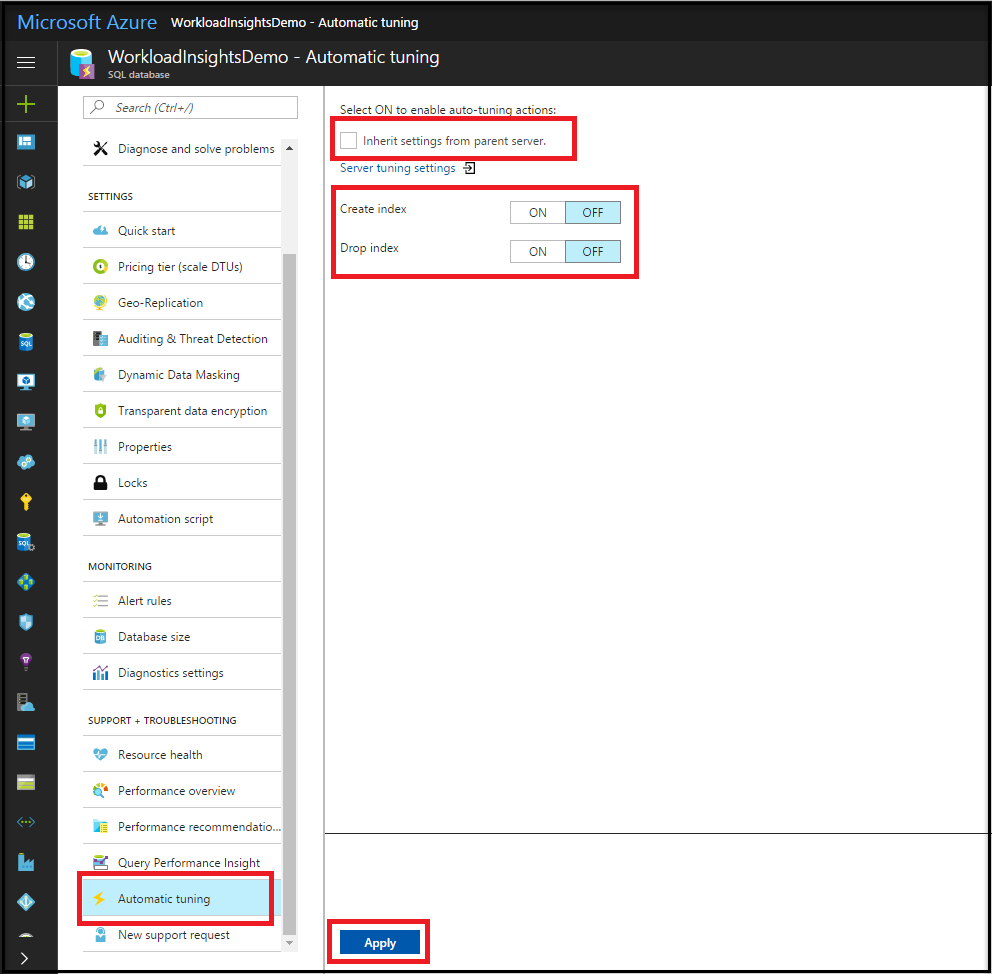 Microsoft Azure WorkloadInsightsDemo - Automatic tuning
WorkloadInsightsDemo - Automatic tuning
SQL database
Search (Ctrl+/)
Diagnose and solve problems
SETTINGS
Quick start
Pricing tier (scale DTUs)
Geo-Replication
Auditing & Threat Detection
Dynamic Data Masking
Transparent data encryption
Properties
Locks
Automation script
MONITORING
Alert rules
Database size
Diagnostics settings
SUPPORT + TROUBLESHOOTING
Resource health
Performance overview
Performance recommendatio...
Query Performance Insight
Automatic tuning
New support request
Select ON to enable auto-tuning actions:
Inherit settings from parent server.
Server tuning settings
Create index ON OFF
Drop index ON OFF
Apply